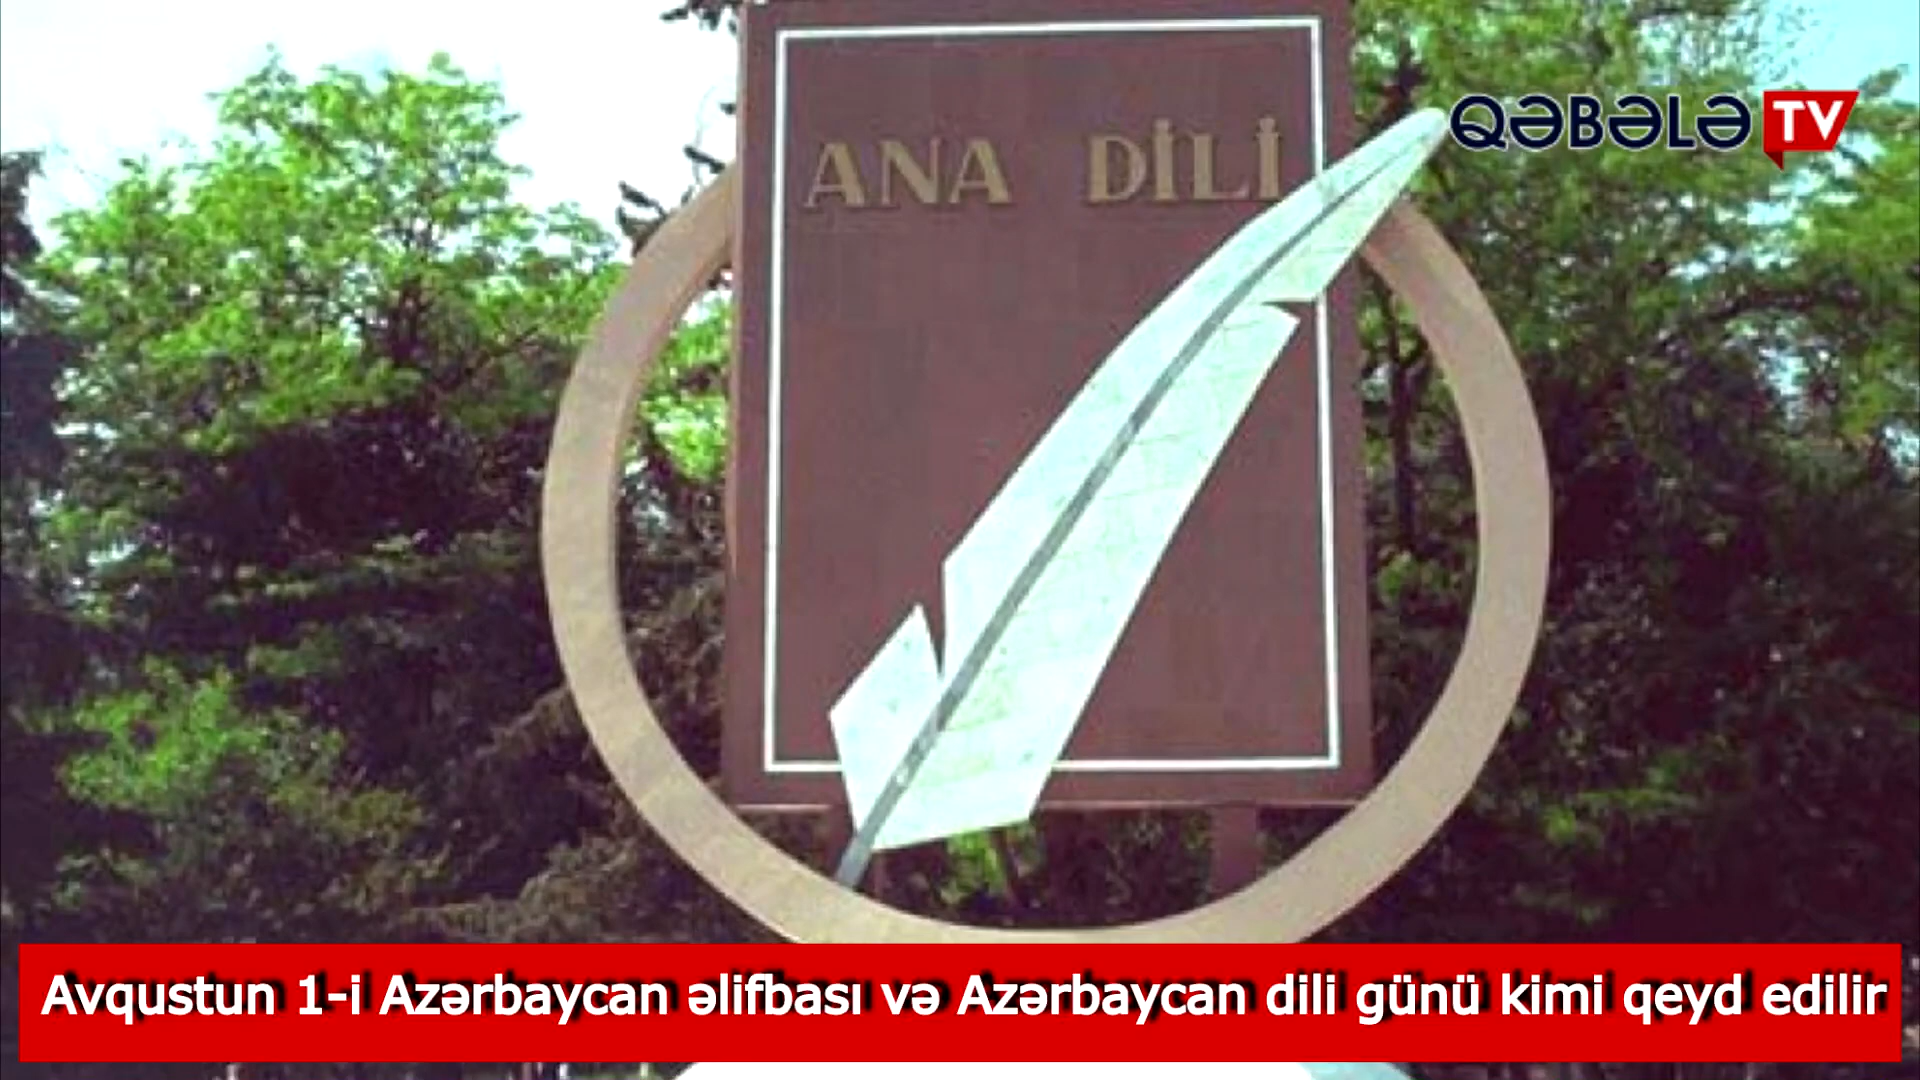 ANA DİLİ
QƏBƏLƏ TV
Avqustun 1-i Azərbaycan əlifbası və Azərbaycan dili günü kimi qeyd edilir